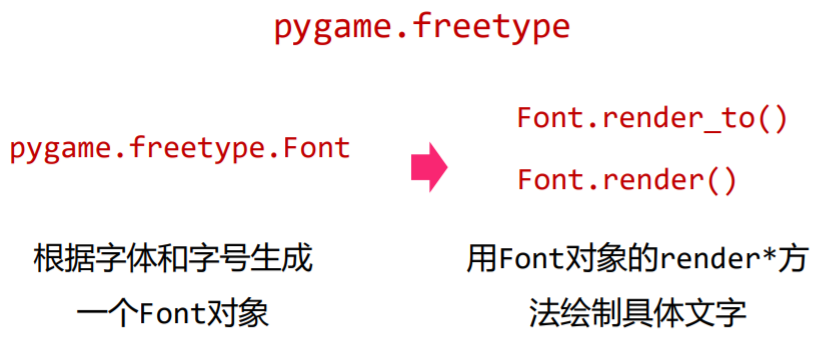 pygame.freetype
pygame.freetype.Font
根据字体和字号生成
一个Font对象
Font.render_to()
Font.render()
用Font对象的render*方
法绘制具体文字